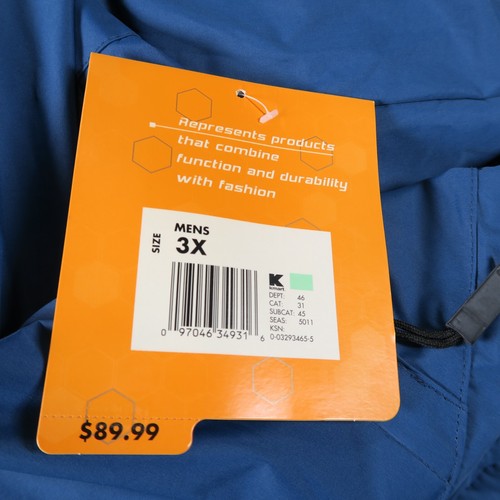 Represents products
that combine
function and durability
with fashion
SIZE
MENS
3X
K
kmart
DEPT: 46
CAT: 31
SUBCAT: 45
SEAS: 5011
KSN:
0-03293465-5
0 97046 34931 6
$89.99